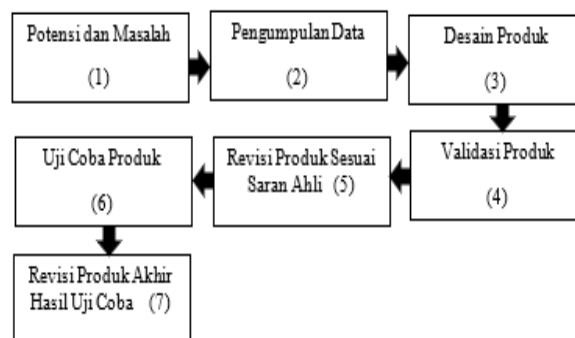 Potensi dan Masalah
(1)
Pengumpulan Data
(2)
Desain Produk
(3)
Validasi Produk
(4)
Revisi Produk Sesuai
Saran Ahli (5)
Uji Coba Produk
(6)
Revisi Produk Akhir
Hasil Uji Coba (7)